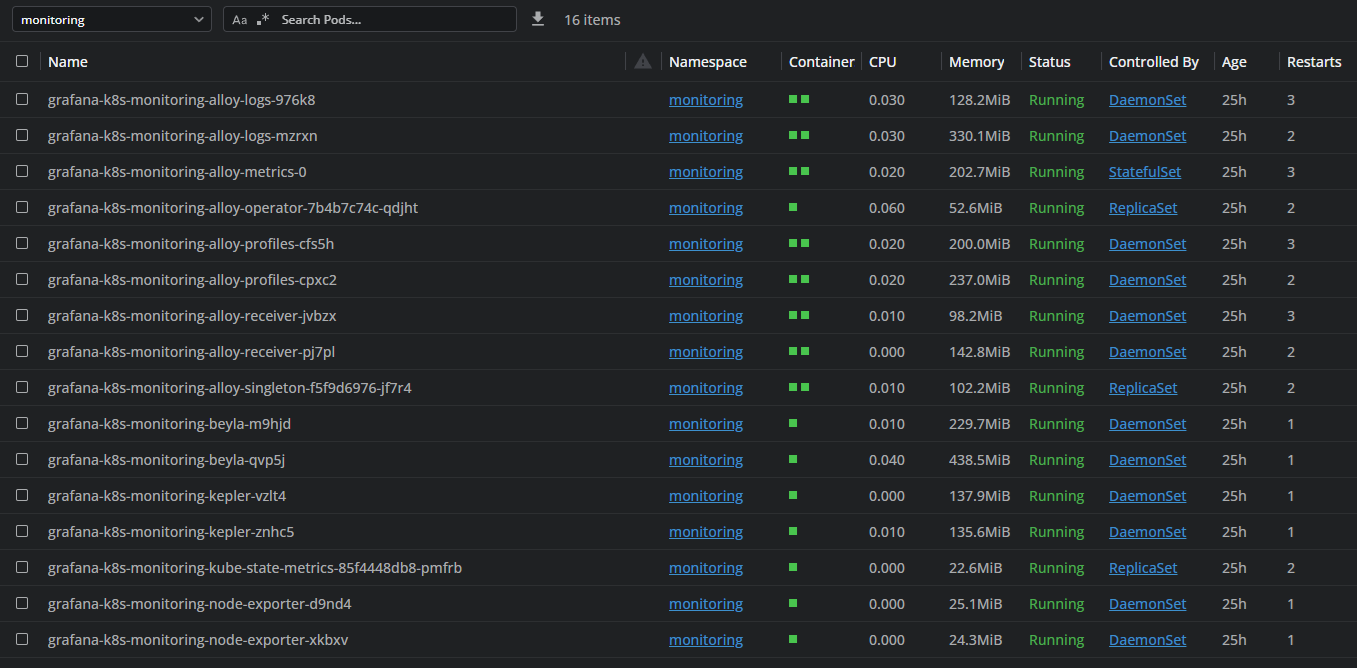 monitoring Aa .* Search Pods... 16 items
Name Namespace Container CPU Memory Status Controlled By Age Restarts
grafana-k8s-monitoring-alloy-logs-976k8 monitoring 0.030 128.2MiB Running DaemonSet 25h 3
grafana-k8s-monitoring-alloy-logs-mzrxn monitoring 0.030 330.1MiB Running DaemonSet 25h 2
grafana-k8s-monitoring-alloy-metrics-0 monitoring 0.020 202.7MiB Running StatefulSet 25h 3
grafana-k8s-monitoring-alloy-operator-7b4b7c74c-qdjht monitoring 0.060 52.6MiB Running ReplicaSet 25h 2
grafana-k8s-monitoring-alloy-profiles-cfs5h monitoring 0.020 200.0MiB Running DaemonSet 25h 3
grafana-k8s-monitoring-alloy-profiles-cpxc2 monitoring 0.020 237.0MiB Running DaemonSet 25h 2
grafana-k8s-monitoring-alloy-receiver-jvbzx monitoring 0.010 98.2MiB Running DaemonSet 25h 3
grafana-k8s-monitoring-alloy-receiver-pj7pl monitoring 0.000 142.8MiB Running DaemonSet 25h 2
grafana-k8s-monitoring-alloy-singleton-f5f9d6976-jf7r4 monitoring 0.010 102.2MiB Running ReplicaSet 25h 2
grafana-k8s-monitoring-beyla-m9hjd monitoring 0.010 229.7MiB Running DaemonSet 25h 1
grafana-k8s-monitoring-beyla-qvp5j monitoring 0.040 438.5MiB Running DaemonSet 25h 1
grafana-k8s-monitoring-kepler-vzlt4 monitoring 0.000 137.9MiB Running DaemonSet 25h 1
grafana-k8s-monitoring-kepler-znhc5 monitoring 0.010 135.6MiB Running DaemonSet 25h 1
grafana-k8s-monitoring-kube-state-metrics-85f4448db8-pmfrb monitoring 0.000 22.6MiB Running ReplicaSet 25h 2
grafana-k8s-monitoring-node-exporter-d9nd4 monitoring 0.000 25.1MiB Running DaemonSet 25h 1
grafana-k8s-monitoring-node-exporter-xkbxv monitoring 0.000 24.3MiB Running DaemonSet 25h 1